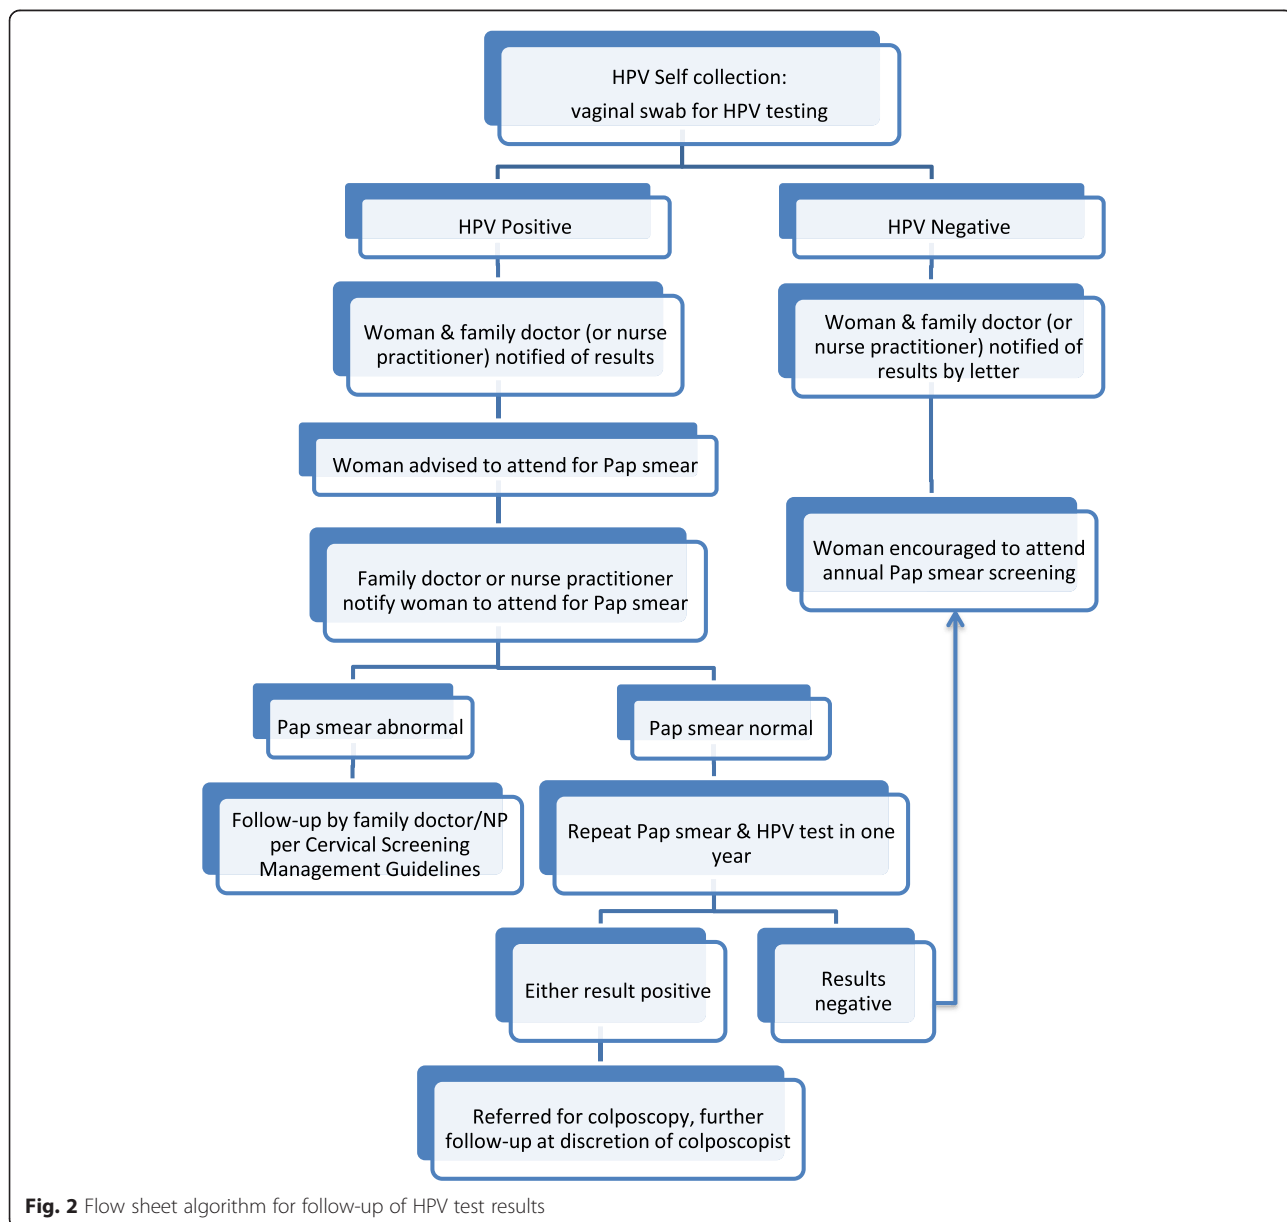 HPV Self collection:
vaginal swab for HPV testing
HPV Positive
HPV Negative
Woman & family doctor (or nurse
practitioner) notified of results
Woman & family doctor (or
nurse practitioner) notified of
results by letter
Woman advised to attend for Pap smear
Woman encouraged to attend
annual Pap smear screening
Family doctor or nurse practitioner
notify woman to attend for Pap smear
Pap smear abnormal
Pap smear normal
Follow-up by family doctor/NP
per Cervical Screening
Management Guidelines
Repeat Pap smear & HPV test in one
year
Either result positive
Results
negative
Referred for colposcopy, further
follow-up at discretion of colposcopist
Fig. 2 Flow sheet algorithm for follow-up of HPV test results